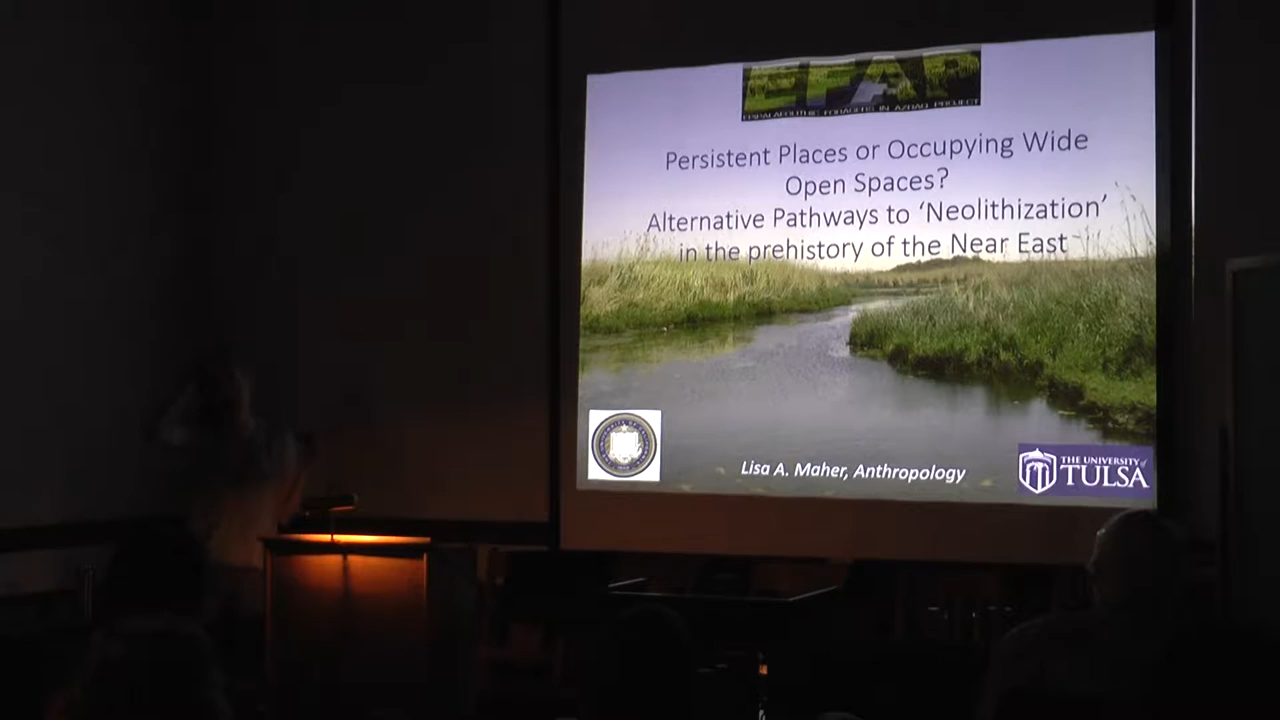 EFAP
EPIPALAEOLITHIC FORAGERS IN AZRAQ PROJECT
Persistent Places or Occupying Wide
Open Spaces?
Alternative Pathways to ‘Neolithization’
in the prehistory of the Near East
Lisa A. Maher, Anthropology
THE UNIVERSITY of
TULSA